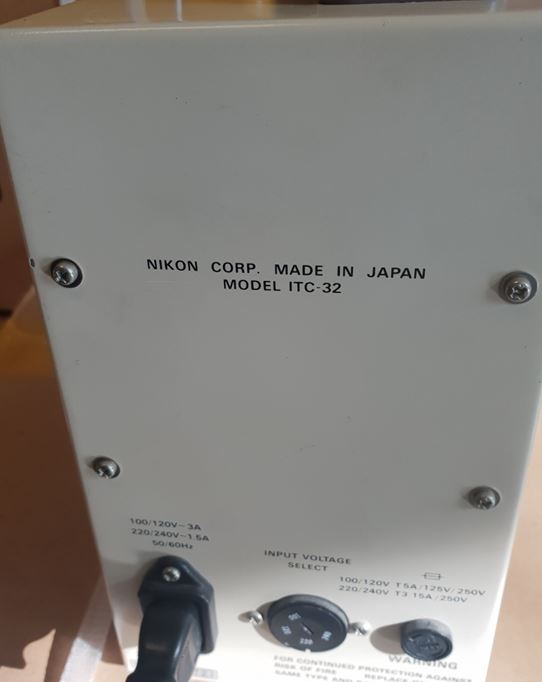 NIKON CORP. MADE IN JAPAN
MODEL ITC-32
100/120V~3A
220/240V~1.5A
50/60Hz
INPUT VOLTAGE
SELECT
100/120V T5A/125V/250V
220/240V T3.15A/250V
WARNING
FOR CONTINUED PROTECTION AGAINST
RISK OF FIRE REPLACE
SAME TYPE AND